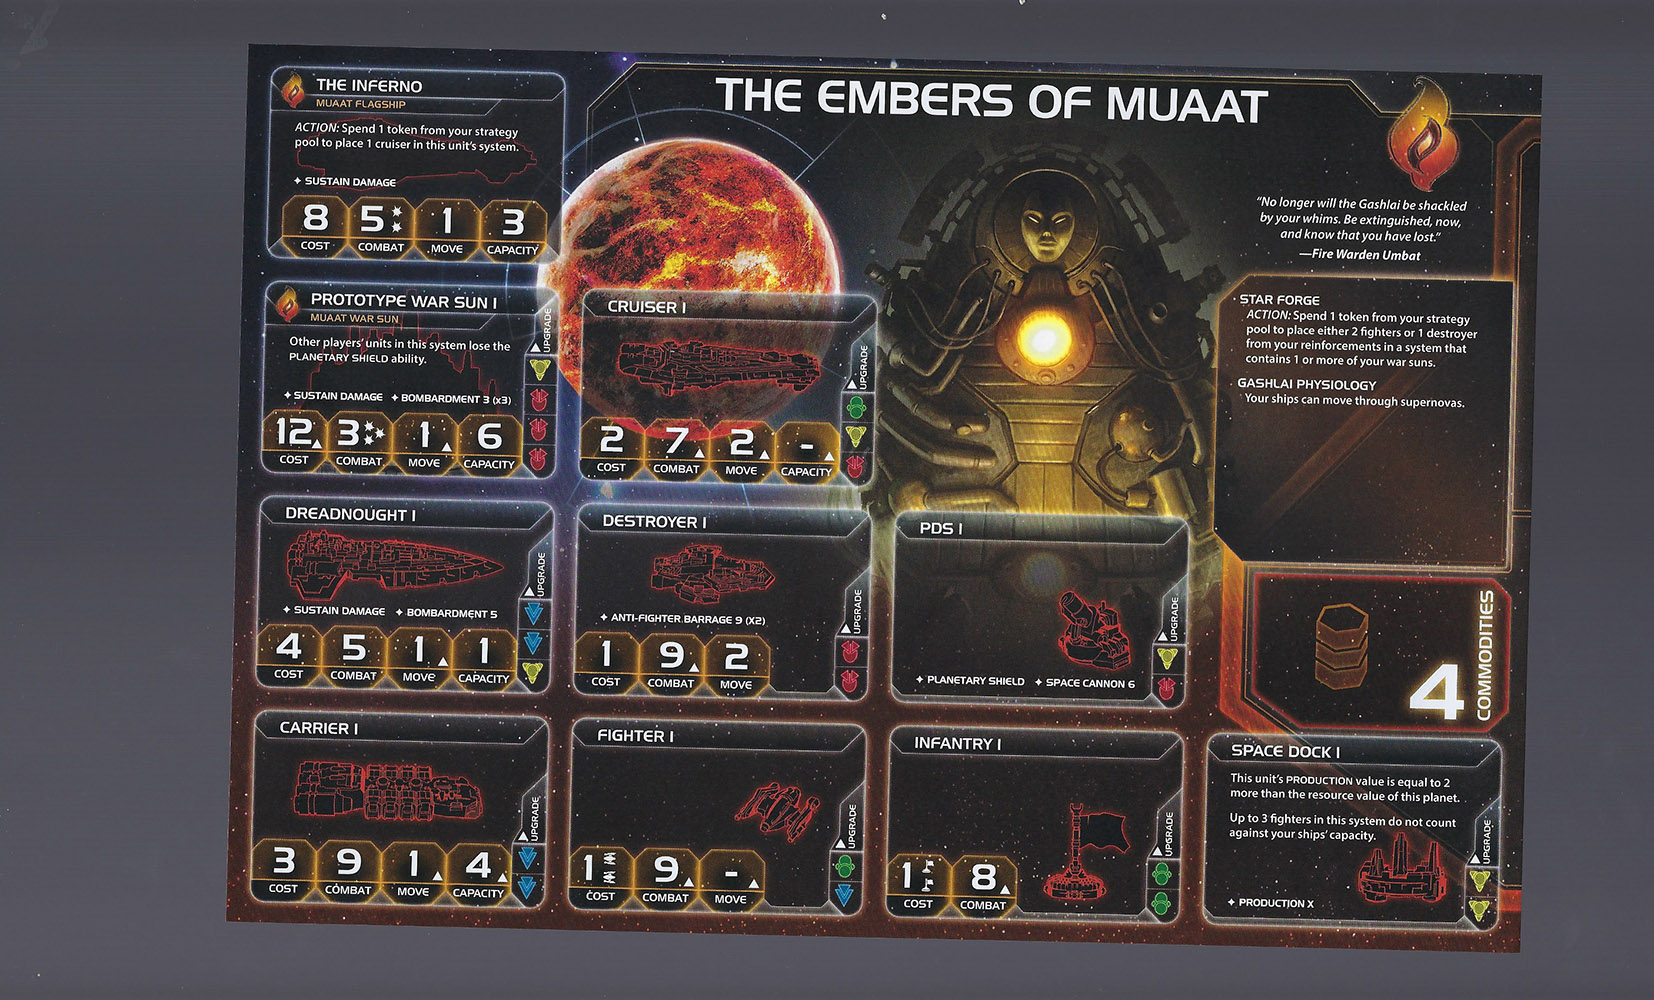 THE EMBERS OF MUAAT
THE INFERNO
MUAAT FLAGSHIP
ACTION: Spend 1 token from your strategy
pool to place 1 cruiser in this unit's system.
✦ SUSTAIN DAMAGE
8 5 1 3
COST COMBAT MOVE CAPACITY
"No longer will the Gashlai be shackled
by your whims. Be extinguished, now,
and know that you have lost."
—Fire Warden Umbat
PROTOTYPE WAR SUN I
MUAAT WAR SUN
Other players' units in this system lose the
PLANETARY SHIELD ability.
✦ SUSTAIN DAMAGE ✦ BOMBARDMENT 3 (x3)
12 3 1 6
COST COMBAT MOVE CAPACITY
UPGRADE
CRUISER I
2 7 2 -
COST COMBAT MOVE CAPACITY
UPGRADE
· STAR FORGE
ACTION: Spend 1 token from your strategy
pool to place either 2 fighters or 1 destroyer
from your reinforcements in a system that
contains 1 or more of your war suns.
GASHLAI PHYSIOLOGY
Your ships can move through supernovas.
DREADNOUGHT I
✦ SUSTAIN DAMAGE ✦ BOMBARDMENT 5
4 5 1 1
COST COMBAT MOVE CAPACITY
UPGRADE
DESTROYER I
✦ ANTI-FIGHTER BARRAGE 9 (X2)
1 9 2
COST COMBAT MOVE
UPGRADE
PDS I
✦ PLANETARY SHIELD ✦ SPACE CANNON 6
UPGRADE
4
COMMODITIES
CARRIER I
3 9 1 4
COST COMBAT MOVE CAPACITY
UPGRADE
FIGHTER I
1 9 -
COST COMBAT MOVE
UPGRADE
INFANTRY I
1 8
COST COMBAT
UPGRADE
SPACE DOCK I
This unit's PRODUCTION value is equal to 2
more than the resource value of this planet.
Up to 3 fighters in this system do not count
against your ships' capacity.
✦ PRODUCTION X
UPGRADE